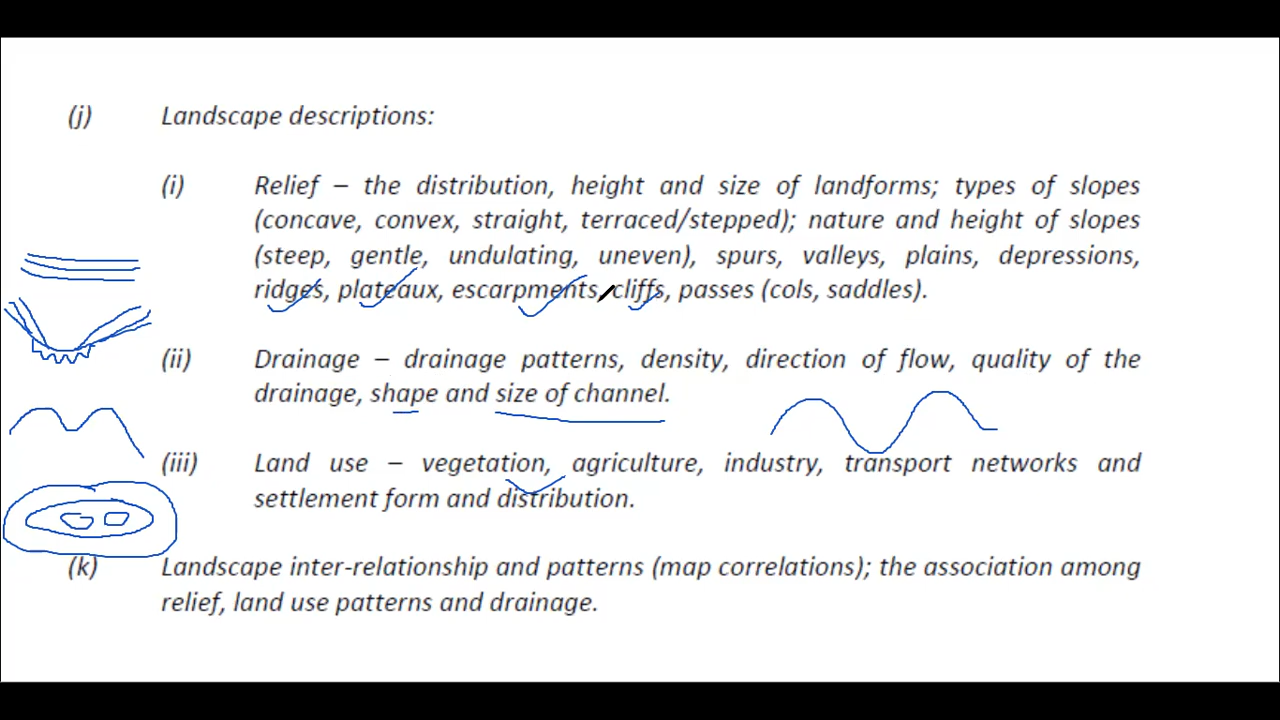 (j) Landscape descriptions:
(i) Relief – the distribution, height and size of landforms; types of slopes
(concave, convex, straight, terraced/stepped); nature and height of slopes
(steep, gentle, undulating, uneven), spurs, valleys, plains, depressions,
ridges, plateaux, escarpments, cliffs, passes (cols, saddles).
(ii) Drainage – drainage patterns, density, direction of flow, quality of the
drainage, shape and size of channel.
(iii) Land use – vegetation, agriculture, industry, transport networks and
settlement form and distribution.
(k) Landscape inter-relationship and patterns (map correlations); the association among
relief, land use patterns and drainage.